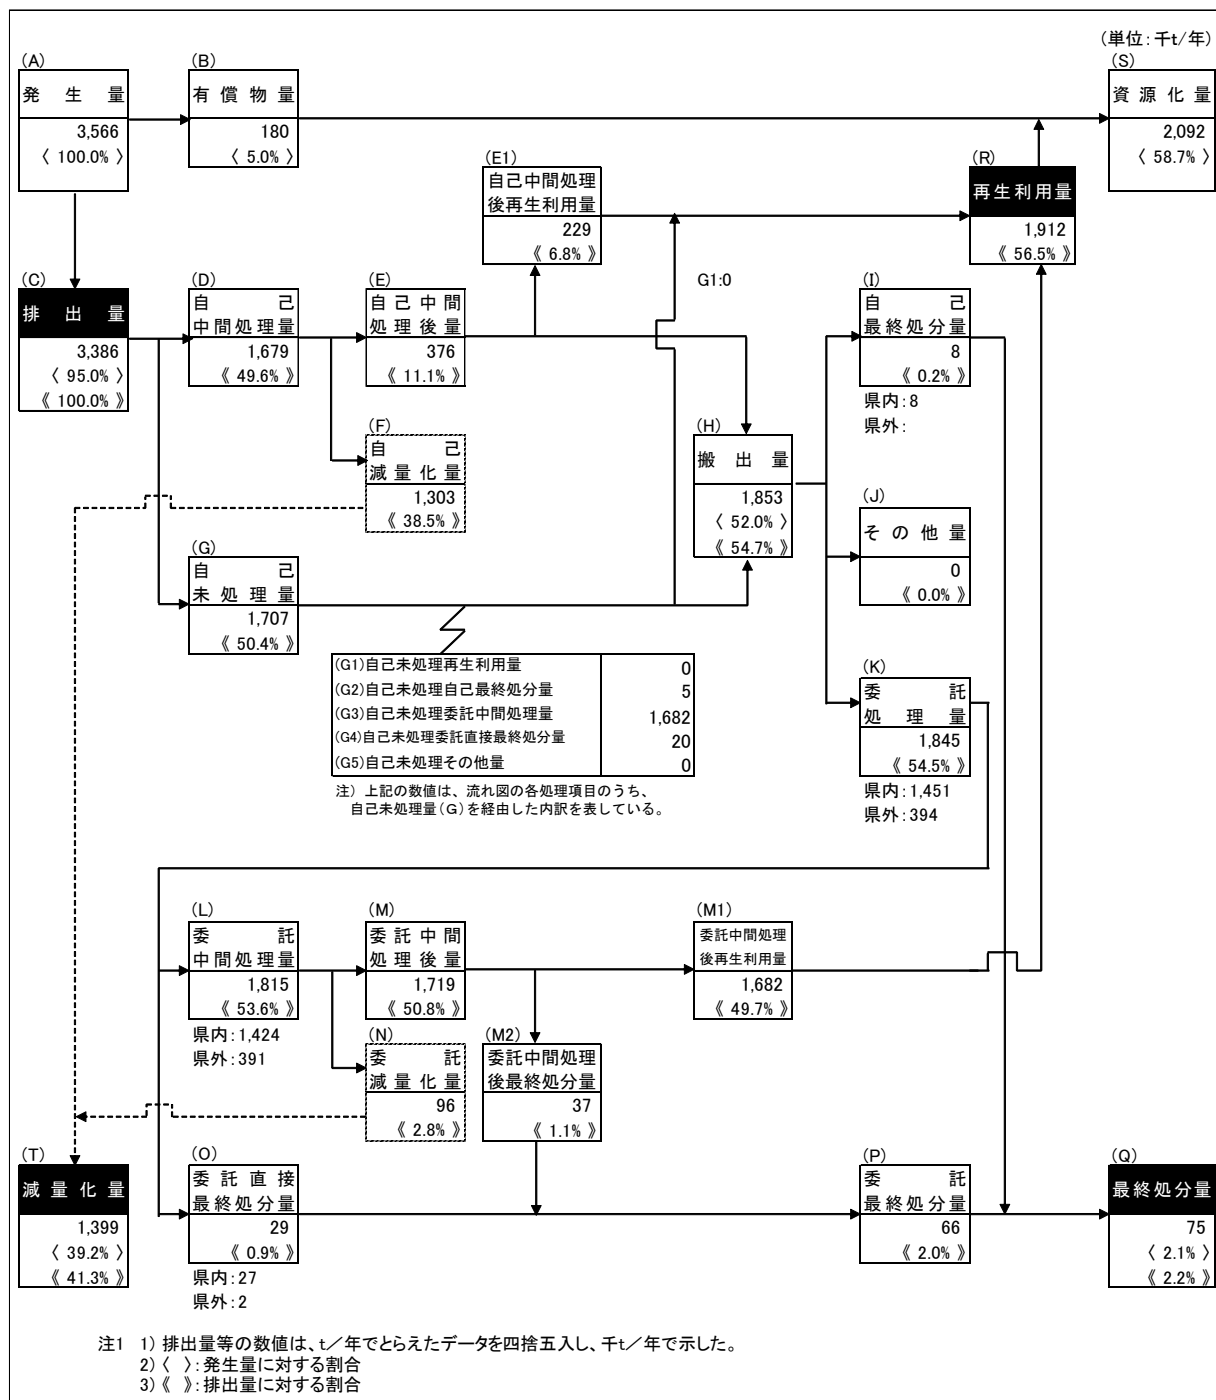 (単位:千t/年)
(A)
発生量
3,566
〈 100.0% 〉
(B)
有償物量
180
〈 5.0% 〉
(S)
資源化量
2,092
〈 58.7% 〉
(E1)
自己中間処理
後再生利用量
229
《 6.8% 》
(R)
再生利用量
1,912
《 56.5% 》
G1:0
(C)
排出量
3,386
〈 95.0% 〉
《 100.0% 》
(D)
自己
中間処理量
1,679
《 49.6% 》
(E)
自己中間
処理後量
376
《 11.1% 》
(I)
自己
最終処分量
8
《 0.2% 》
県内:8
県外:
(F)
自己
減量化量
1,303
《 38.5% 》
(H)
搬出量
1,853
〈 52.0% 〉
《 54.7% 》
(J)
その他量
0
《 0.0% 》
(G)
自己
未処理量
1,707
《 50.4% 》
(G1)自己未処理再生利用量 0
(G2)自己未処理自己最終処分量 5
(G3)自己未処理委託中間処理量 1,682
(G4)自己未処理委託直接最終処分量 20
(G5)自己未処理その他量 0
注) 上記の数値は、流れ図の各処理項目のうち、
自己未処理量(G)を経由した内訳を表している。
(K)
委託
処理量
1,845
《 54.5% 》
県内:1,451
県外:394
(L)
委託
中間処理量
1,815
《 53.6% 》
県内:1,424
県外:391
(M)
委託中間
処理後量
1,719
《 50.8% 》
(M1)
委託中間処理
後再生利用量
1,682
《 49.7% 》
(N)
委託
減量化量
96
《 2.8% 》
(M2)
委託中間処理
後最終処分量
37
《 1.1% 》
(T)
減量化量
1,399
〈 39.2% 〉
《 41.3% 》
(O)
委託直接
最終処分量
29
《 0.9% 》
県内:27
県外:2
(P)
委託
最終処分量
66
《 2.0% 》
(Q)
最終処分量
75
〈 2.1% 〉
《 2.2% 》
注1 1) 排出量等の数値は、t/年でとらえたデータを四捨五入し、千t/年で示した。
2)〈 〉:発生量に対する割合
3)《 》:排出量に対する割合